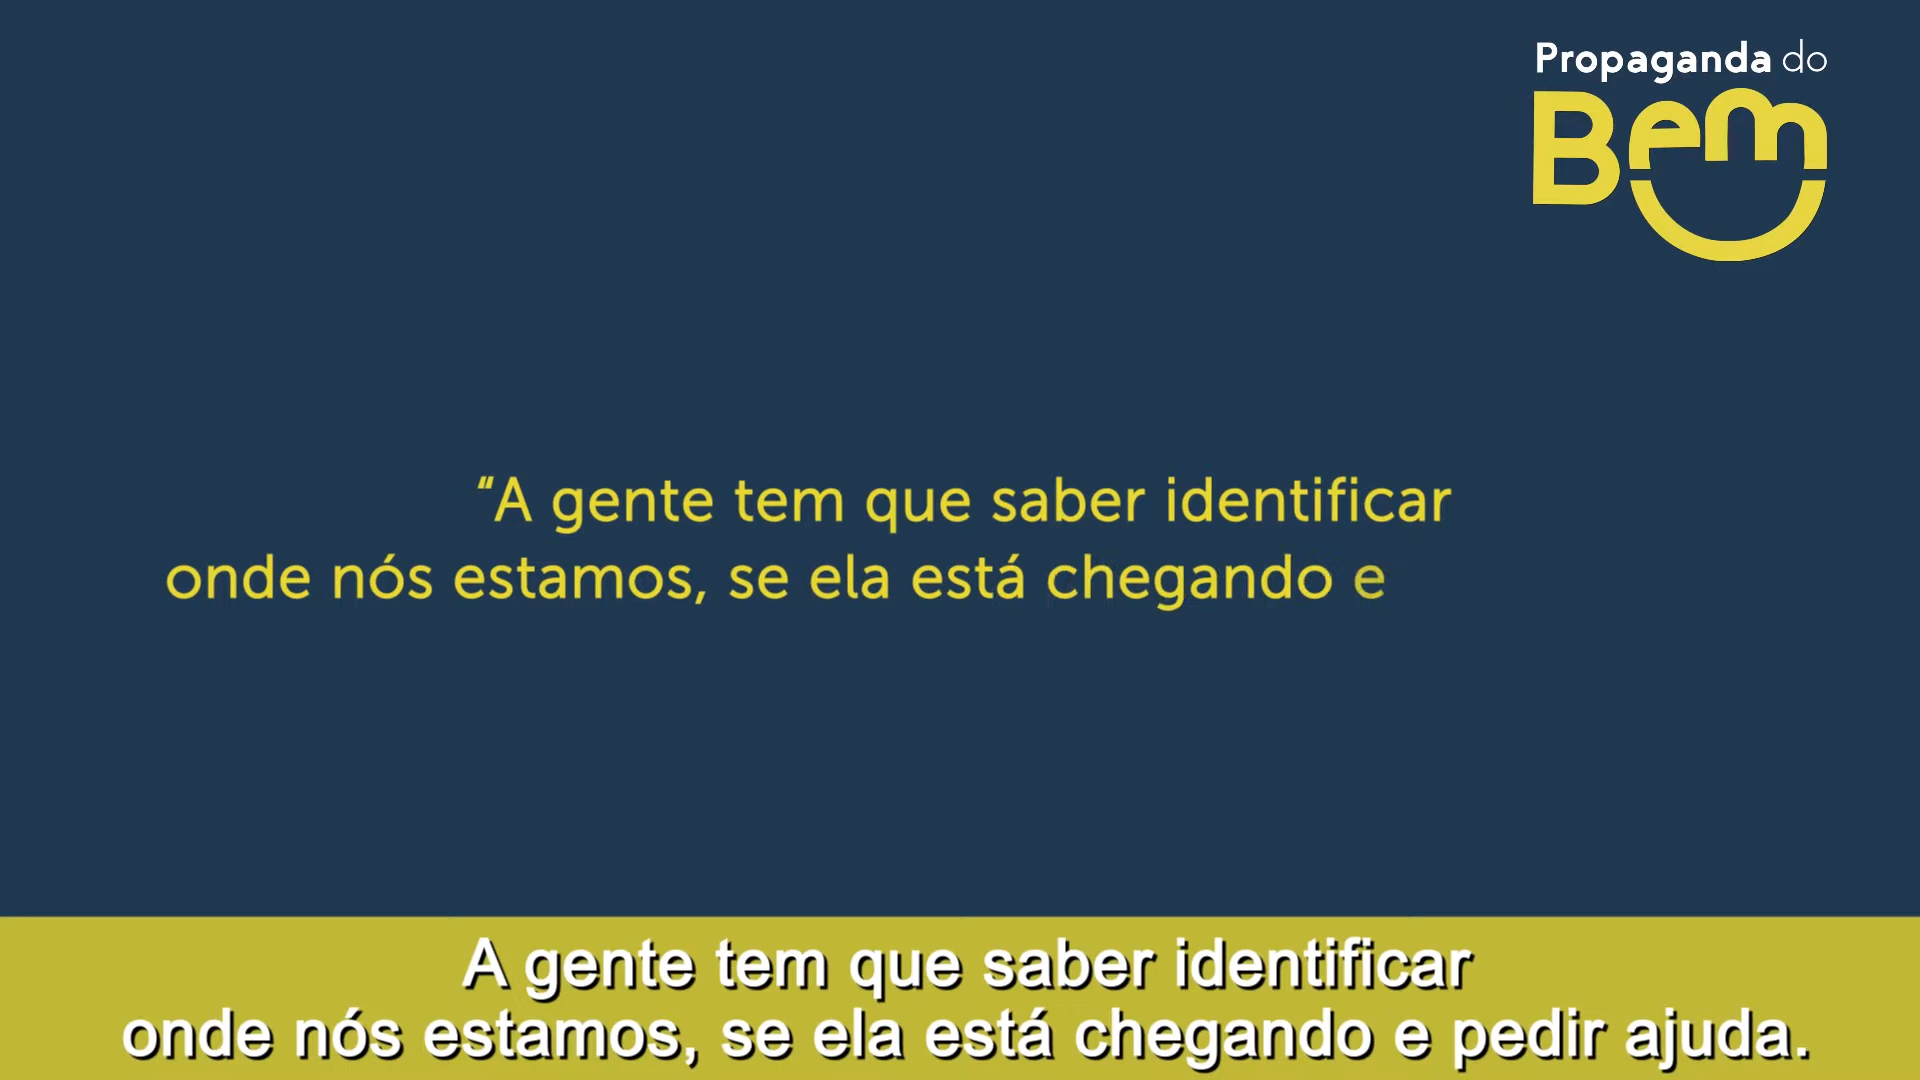 Propaganda do
Bem
“A gente tem que saber identificar
onde nós estamos, se ela está chegando e
A gente tem que saber identificar
onde nós estamos, se ela está chegando e pedir ajuda.